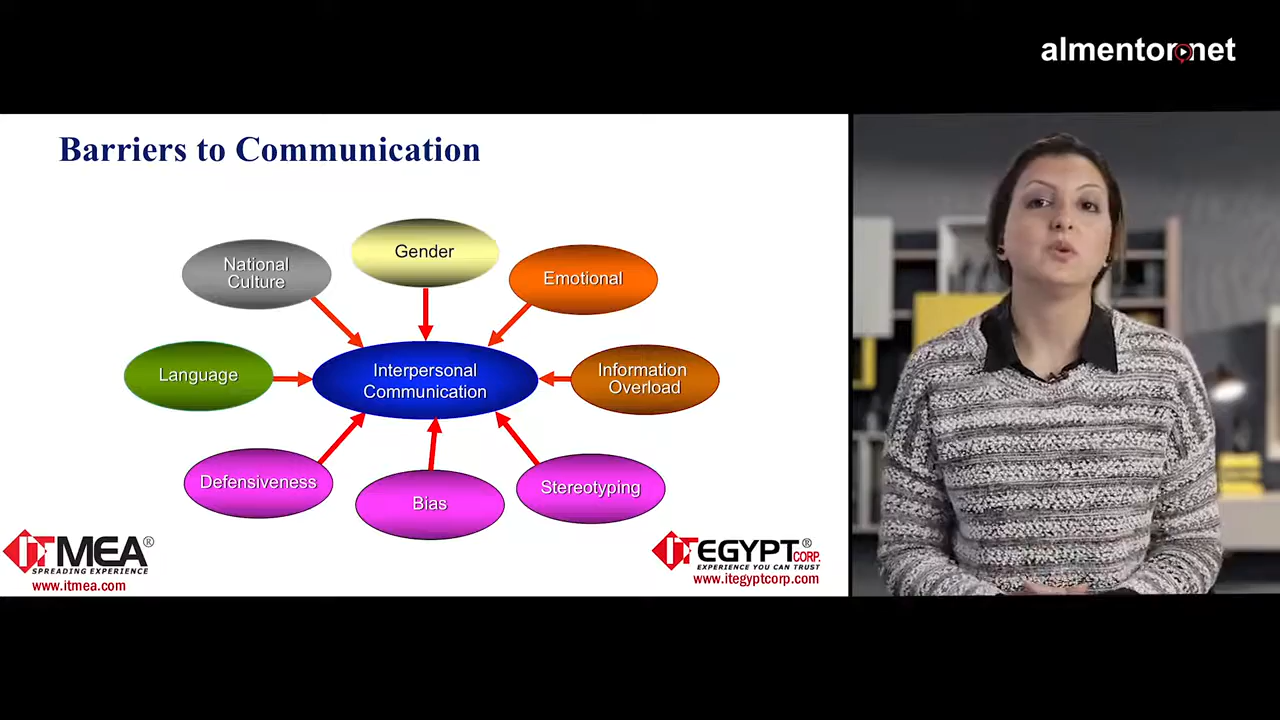 almentor.net
Barriers to Communication
Gender
National
Culture
Emotional
Language
Interpersonal
Communication
Information
Overload
Defensiveness
Bias
Stereotyping
ITMEA®
SPREADING EXPERIENCE
www.itmea.com
ITEGYPT® CORP.
EXPERIENCE YOU CAN TRUST
www.itegyptcorp.com